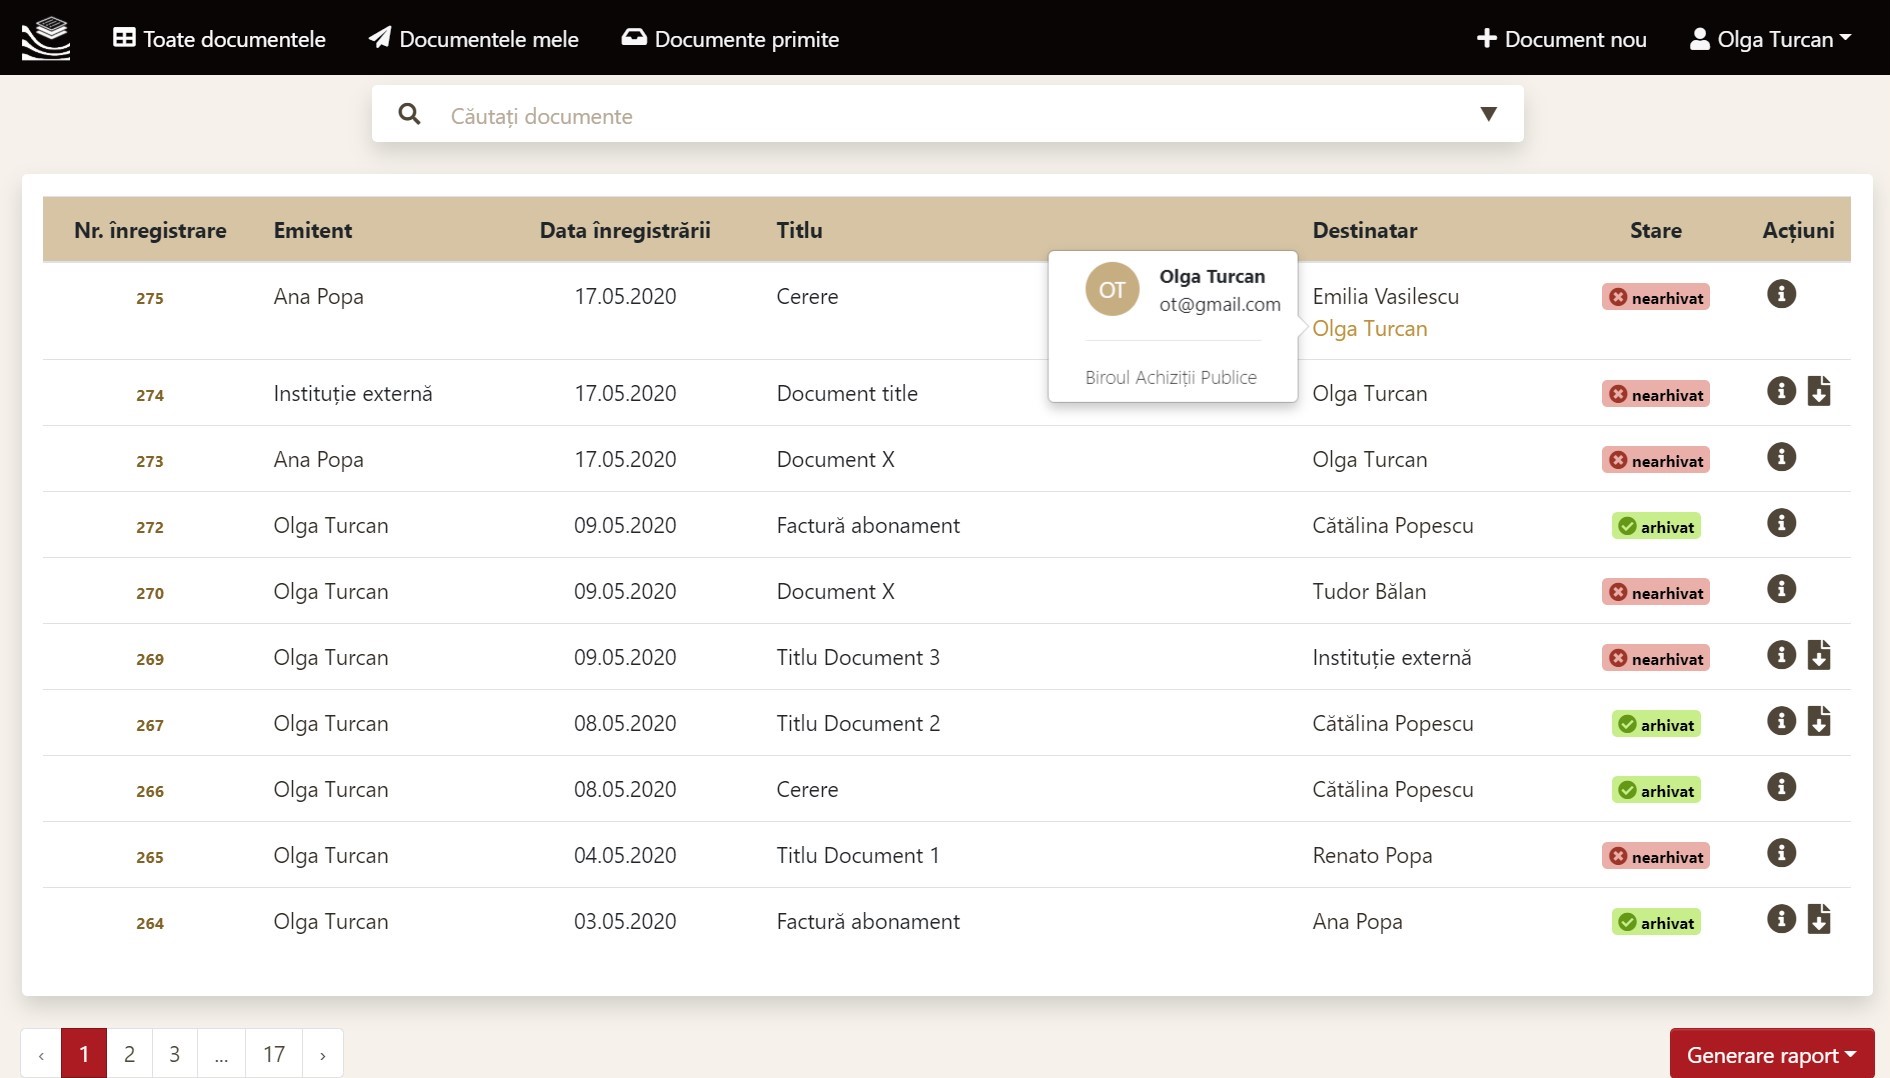 Toate documentele Documentele mele Documente primite Document nou Olga Turcan
Căutați documente
Nr. înregistrare Emitent Data înregistrării Titlu Destinatar Stare Acțiuni
275 Ana Popa 17.05.2020 Cerere Emilia Vasilescu nearhivat
Olga Turcan
OT Olga Turcan
ot@gmail.com
Biroul Achiziții Publice
274 Instituție externă 17.05.2020 Document title Olga Turcan nearhivat
273 Ana Popa 17.05.2020 Document X Olga Turcan nearhivat
272 Olga Turcan 09.05.2020 Factură abonament Cătălina Popescu arhivat
270 Olga Turcan 09.05.2020 Document X Tudor Bălan nearhivat
269 Olga Turcan 09.05.2020 Titlu Document 3 Instituție externă nearhivat
267 Olga Turcan 08.05.2020 Titlu Document 2 Cătălina Popescu arhivat
266 Olga Turcan 08.05.2020 Cerere Cătălina Popescu arhivat
265 Olga Turcan 04.05.2020 Titlu Document 1 Renato Popa nearhivat
264 Olga Turcan 03.05.2020 Factură abonament Ana Popa arhivat
‹ 1 2 3 ... 17 › Generare raport